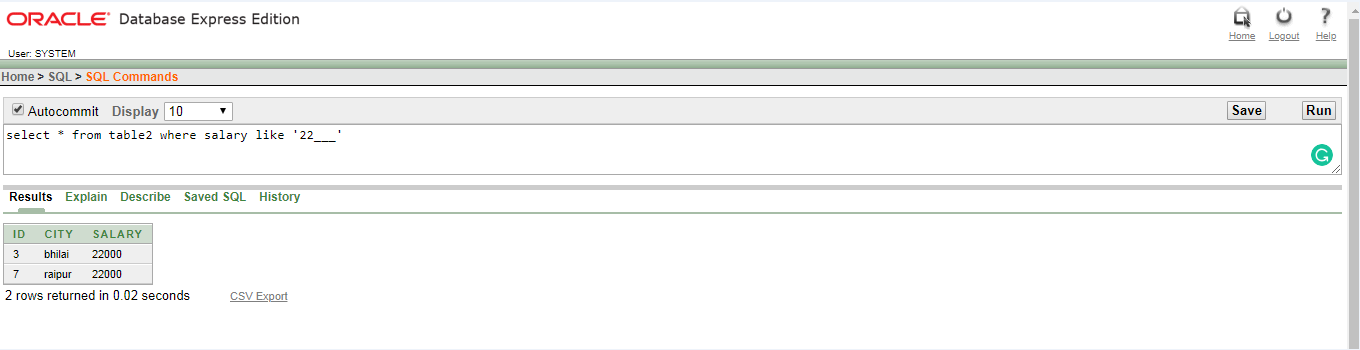 ORACLE Database Express Edition
Home Logout Help
User: SYSTEM
Home > SQL > SQL Commands
Autocommit Display 10 Save Run
select * from table2 where salary like '22___'
Results Explain Describe Saved SQL History
ID CITY SALARY
3 bhilai 22000
7 raipur 22000
2 rows returned in 0.02 seconds CSV Export